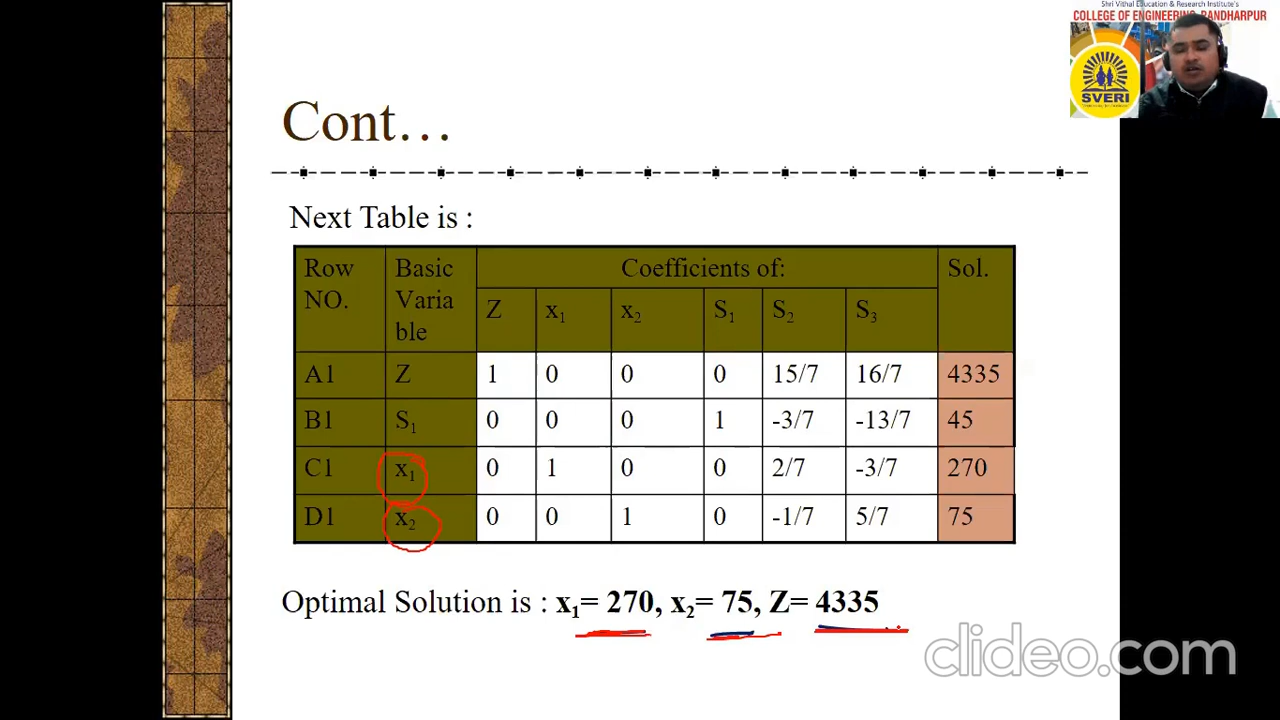 Shri Vithal Education & Research Institute's
COLLEGE OF ENGINEERING, PANDHARPUR
SVERI
Cont…
Next Table is :
Row NO. Basic Varia ble Coefficients of: Sol.
Z x₁ x₂ S₁ S₂ S₃
A1 Z 1 0 0 0 15/7 16/7 4335
B1 S₁ 0 0 0 1 -3/7 -13/7 45
C1 x₁ 0 1 0 0 2/7 -3/7 270
D1 x₂ 0 0 1 0 -1/7 5/7 75
Optimal Solution is : x₁= 270, x₂= 75, Z= 4335
clideo.com